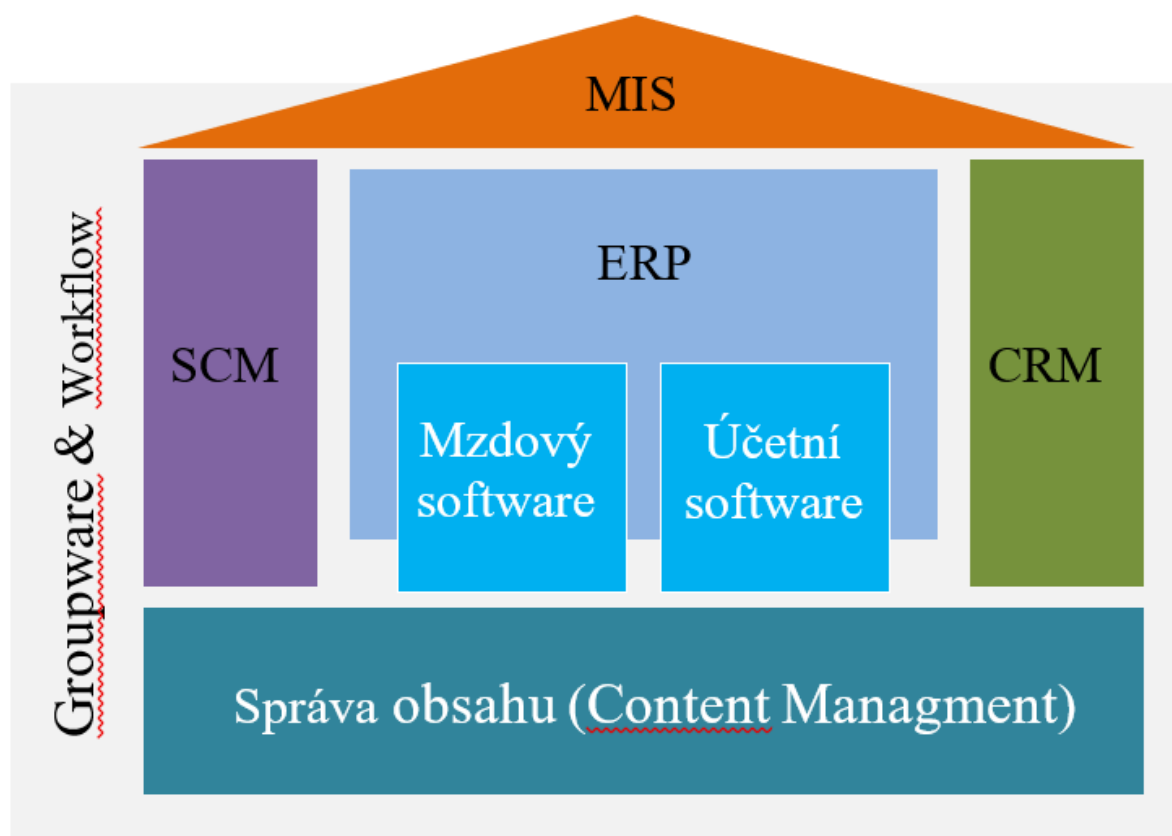 MIS
Groupware & Workflow
SCM
ERP
CRM
Mzdový
software
Účetní
software
Správa obsahu (Content Managment)